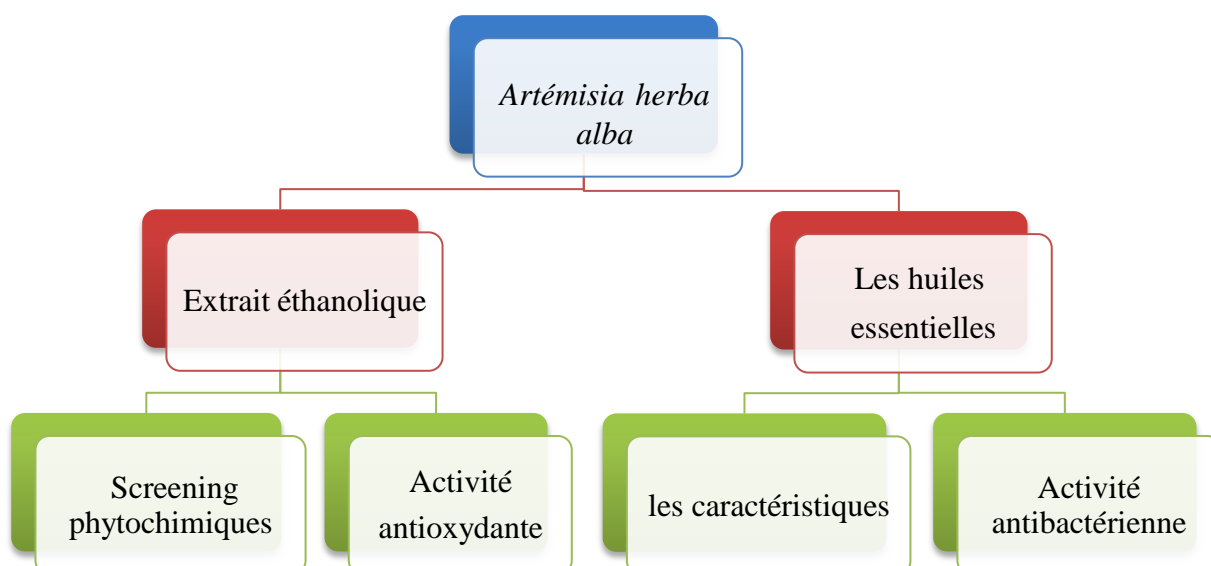 Artémisia herba
alba
Extrait éthanolique
Les huiles
essentielles
Screening
phytochimiques
Activité
antioxydante
les caractéristiques
Activité
antibactérienne